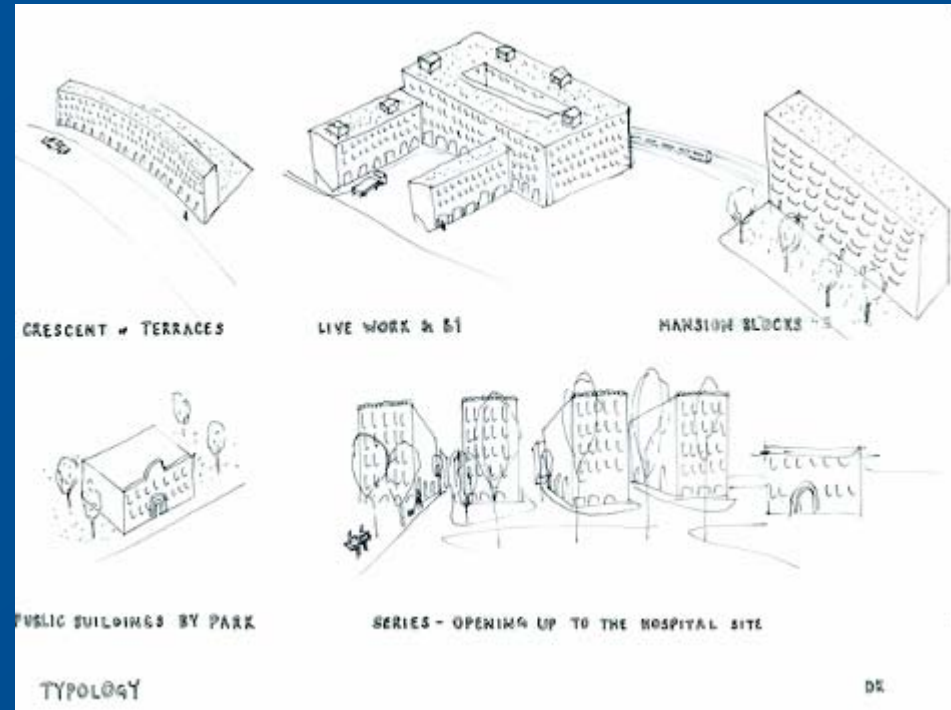 CRESCENT & TERRACES
LIVE WORK & B1
MANSION BLOCKS
PUBLIC BUILDINGS BY PARK
SERIES - OPENING UP TO THE HOSPITAL SITE
TYPOLOGY